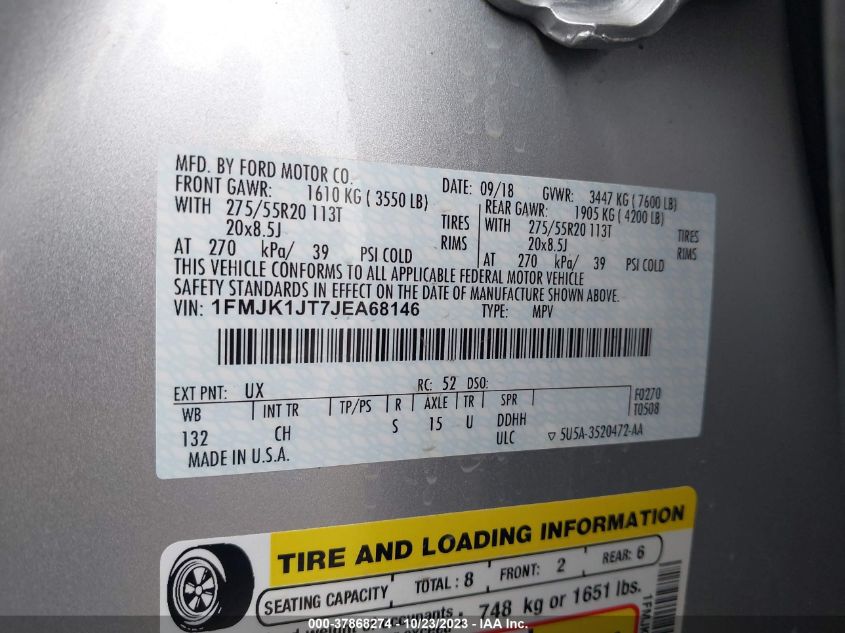 MFD. BY FORD MOTOR CO.
DATE: 09/18 GVWR: 3447 KG ( 7600 LB)
FRONT GAWR: 1610 KG ( 3550 LB) REAR GAWR: 1905 KG ( 4200 LB)
WITH 275/55R20 113T TIRES WITH 275/55R20 113T TIRES
20x8.5J RIMS 20x8.5J RIMS
AT 270 kPa/ 39 PSI COLD AT 270 kPa/ 39 PSI COLD
THIS VEHICLE CONFORMS TO ALL APPLICABLE FEDERAL MOTOR VEHICLE
SAFETY STANDARDS IN EFFECT ON THE DATE OF MANUFACTURE SHOWN ABOVE.
VIN: 1FMJK1JT7JEA68146 TYPE: MPV
EXT PNT: UX RC: 52 DSO: F0270
WB INT TR TP/PS R AXLE TR SPR T0508
132 CH S 15 U DDHH
ULC ▽ 5U5A-3520472-AA
MADE IN U.S.A.
TIRE AND LOADING INFORMATION
SEATING CAPACITY TOTAL : 8 FRONT: 2 REAR: 6
748 kg or 1651 lbs.
000-37868274 - 10/23/2023 - IAA Inc.